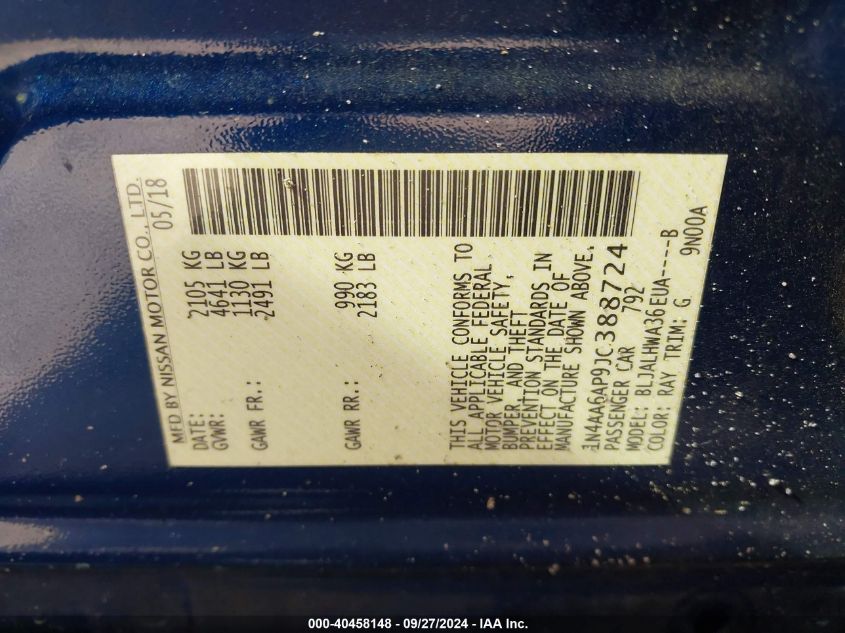 MFD BY NISSAN MOTOR CO., LTD.
DATE: 05/18
GVWR: 2105 KG
4641 LB
GAWR FR.: 1130 KG
2491 LB
GAWR RR.: 990 KG
2183 LB
THIS VEHICLE CONFORMS TO
ALL APPLICABLE FEDERAL
MOTOR VEHICLE SAFETY,
BUMPER, AND THEFT
PREVENTION STANDARDS IN
EFFECT ON THE DATE OF
MANUFACTURE SHOWN ABOVE.
1N4AA6AP9JC388724
PASSENGER CAR 792
MODEL: BLJALHWA36EUA----B
COLOR: RAY TRIM: G 9N00A
000-40458148 - 09/27/2024 - IAA Inc.